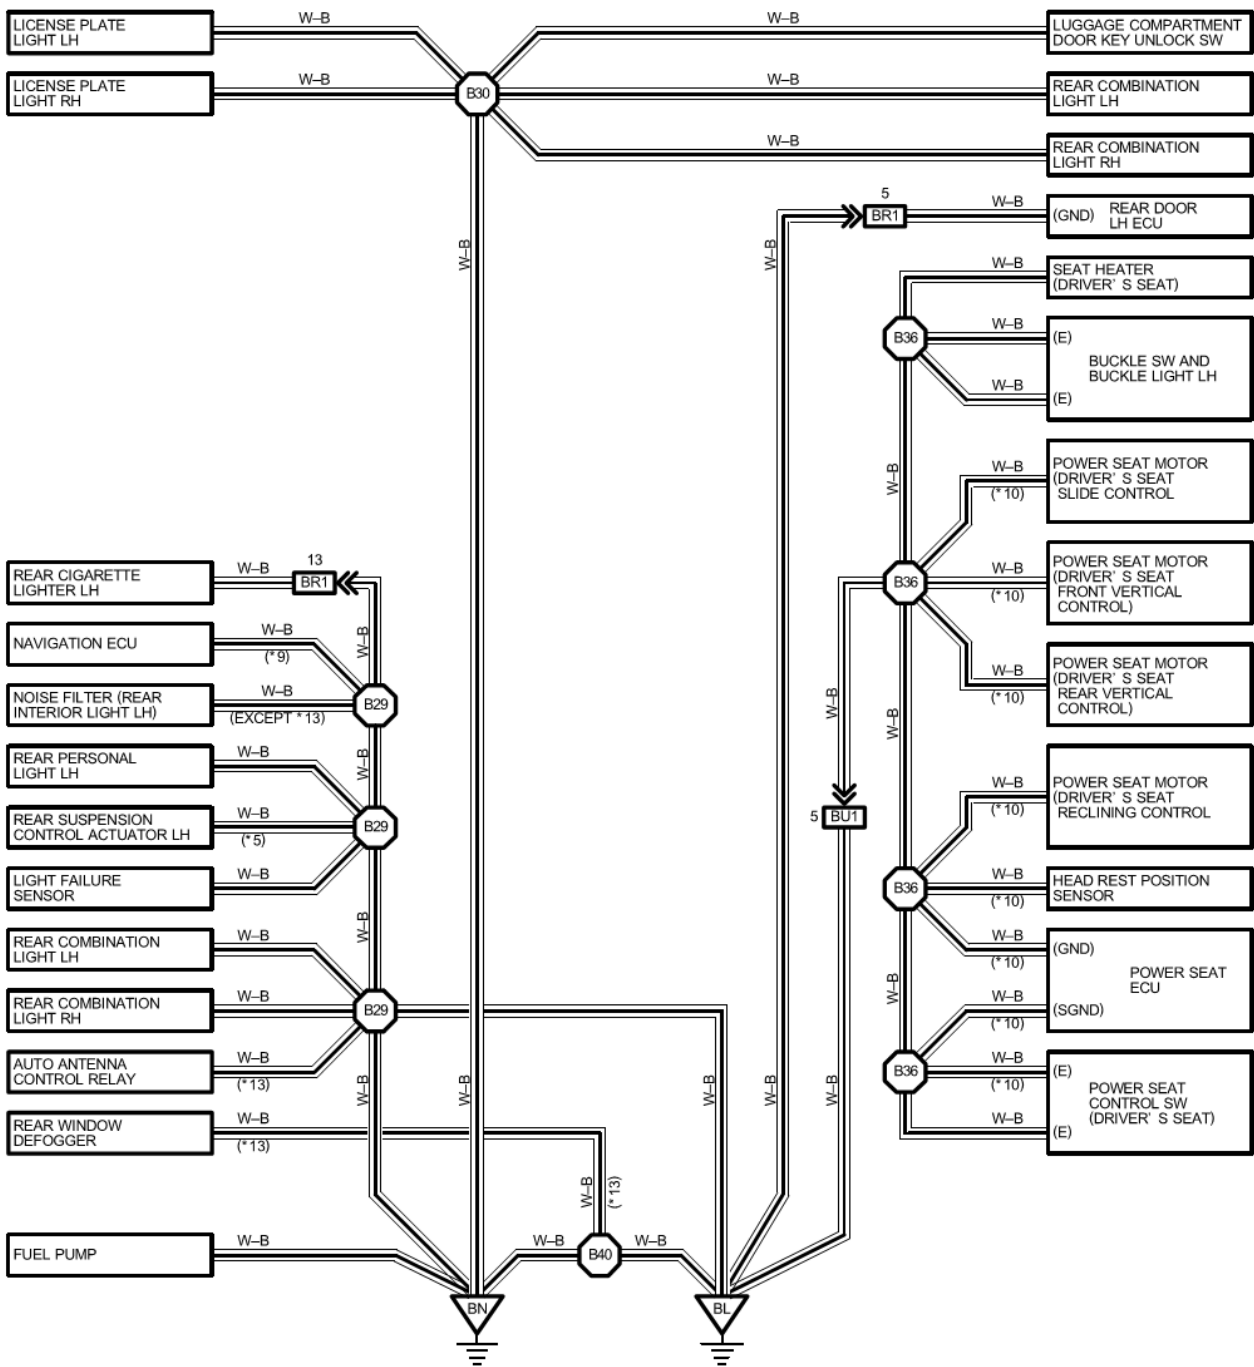 LICENSE PLATE
LIGHT LH
W–B
W–B
LUGGAGE COMPARTMENT
DOOR KEY UNLOCK SW
LICENSE PLATE
LIGHT RH
W–B
B30
W–B
REAR COMBINATION
LIGHT LH
W–B
REAR COMBINATION
LIGHT RH
5
BR1
W–B
(GND) REAR DOOR
LH ECU
W–B
W–B
W–B
SEAT HEATER
(DRIVER' S SEAT)
B36
W–B
(E)
BUCKLE SW AND
BUCKLE LIGHT LH
W–B
(E)
W–B
W–B
(*10)
POWER SEAT MOTOR
(DRIVER' S SEAT
SLIDE CONTROL
REAR CIGARETTE
LIGHTER LH
W–B
13
BR1
B36
W–B
(*10)
POWER SEAT MOTOR
(DRIVER' S SEAT
FRONT VERTICAL
CONTROL)
NAVIGATION ECU
W–B
(*9)
W–B
NOISE FILTER (REAR
INTERIOR LIGHT LH)
W–B
(EXCEPT *13)
B29
W–B
W–B
W–B
(*10)
POWER SEAT MOTOR
(DRIVER' S SEAT
REAR VERTICAL
CONTROL)
REAR PERSONAL
LIGHT LH
W–B
W–B
W–B
(*10)
POWER SEAT MOTOR
(DRIVER' S SEAT
RECLINING CONTROL
REAR SUSPENSION
CONTROL ACTUATOR LH
W–B
(*5)
B29
5
BU1
LIGHT FAILURE
SENSOR
W–B
B36
W–B
(*10)
HEAD REST POSITION
SENSOR
REAR COMBINATION
LIGHT LH
W–B
W–B
W–B
(*10)
(GND)
POWER SEAT
ECU
REAR COMBINATION
LIGHT RH
W–B
B29
W–B
W–B
(*10)
(SGND)
AUTO ANTENNA
CONTROL RELAY
W–B
(*13)
W–B
W–B
W–B
W–B
W–B
B36
W–B
(*10)
(E)
POWER SEAT
CONTROL SW
(DRIVER' S SEAT)
REAR WINDOW
DEFOGGER
W–B
(*13)
W–B
(E)
W–B
(*13)
FUEL PUMP
W–B
W–B
B40
W–B
BN
BL